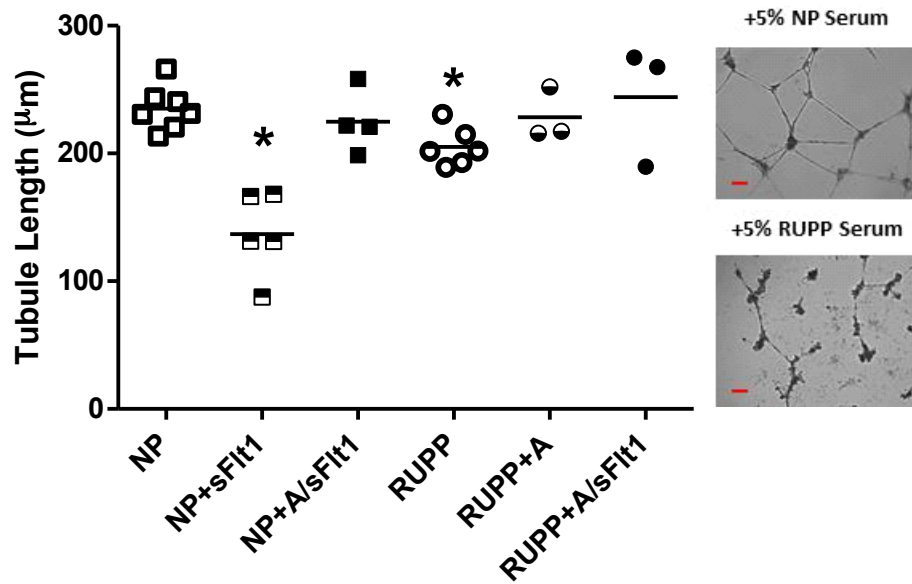 300
200
100
0
Tubule Length (μm)
*
*
NP
NP+sFlt1
NP+A/sFlt1
RUPP
RUPP+A
RUPP+A/sFlt1
+5% NP Serum
+5% RUPP Serum